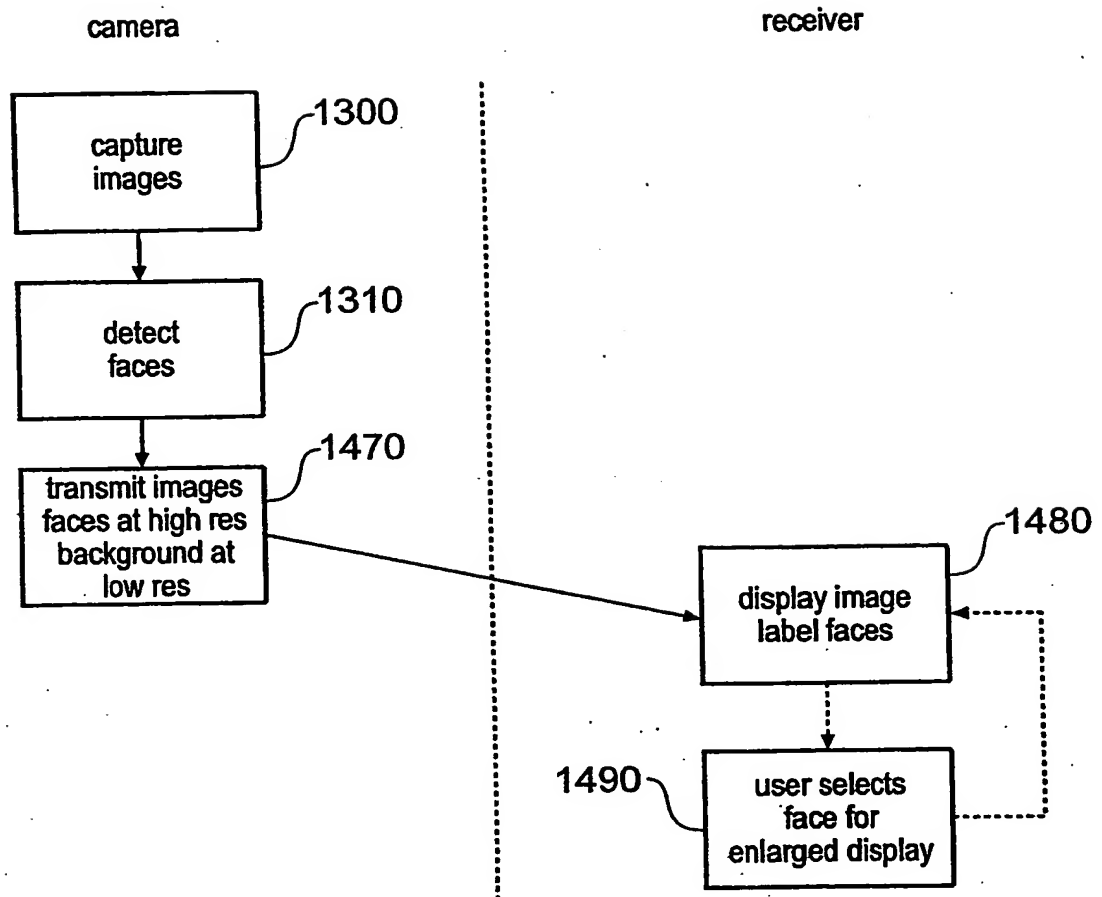 camera
receiver
1300
capture
images
1310
detect
faces
1470
transmit images
faces at high res
background at
low res
1480
display image
label faces
1490
user selects
face for
enlarged display